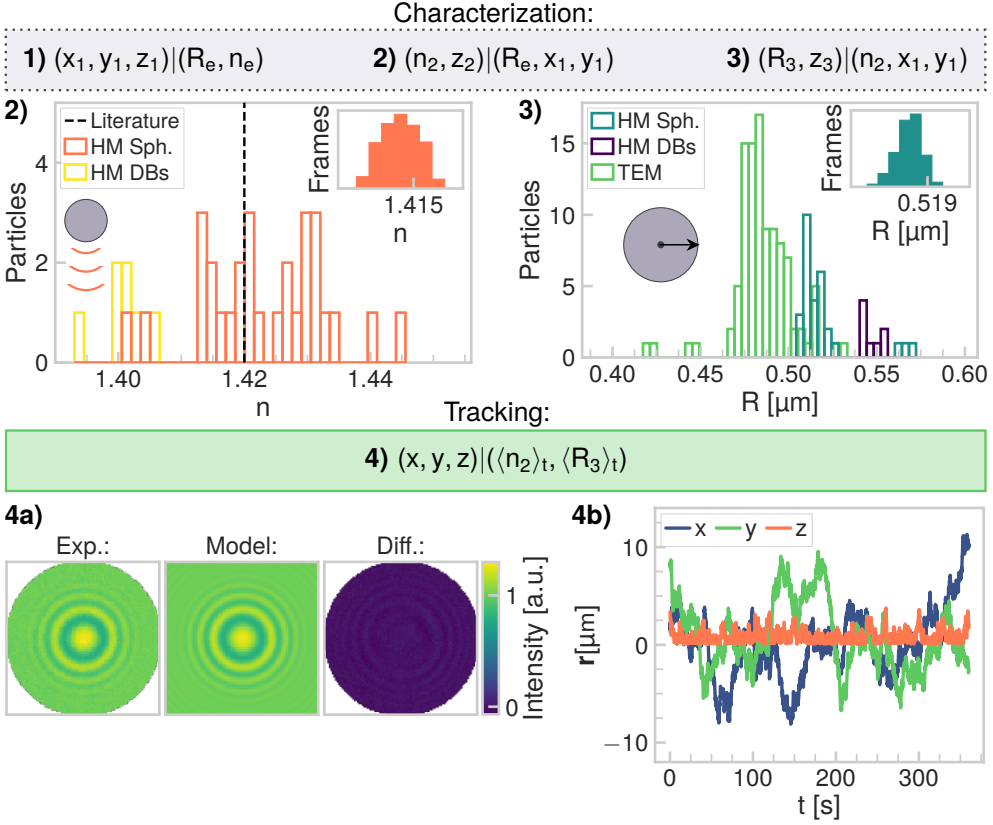 Characterization:
1) (x₁, y₁, z₁)|(Rₑ, nₑ)
2) (n₂, z₂)|(Rₑ, x₁, y₁)
3) (R₃, z₃)|(n₂, x₁, y₁)
2)
Literature
HM Sph.
HM DBs
Particles
4
2
0
1.40
1.42
1.44
n
Frames
1.415
n
3)
HM Sph.
HM DBs
TEM
Particles
15
10
5
0
0.40
0.45
0.50
0.55
0.60
R [μm]
Frames
0.519
R [μm]
Tracking:
4) (x, y, z)|(⟨n₂⟩ₜ, ⟨R₃⟩ₜ)
4a)
Exp.:
Model:
Diff.:
1
0
Intensity [a.u.]
4b)
x
y
z
r[μm]
10
0
−10
0
100
200
300
t [s]